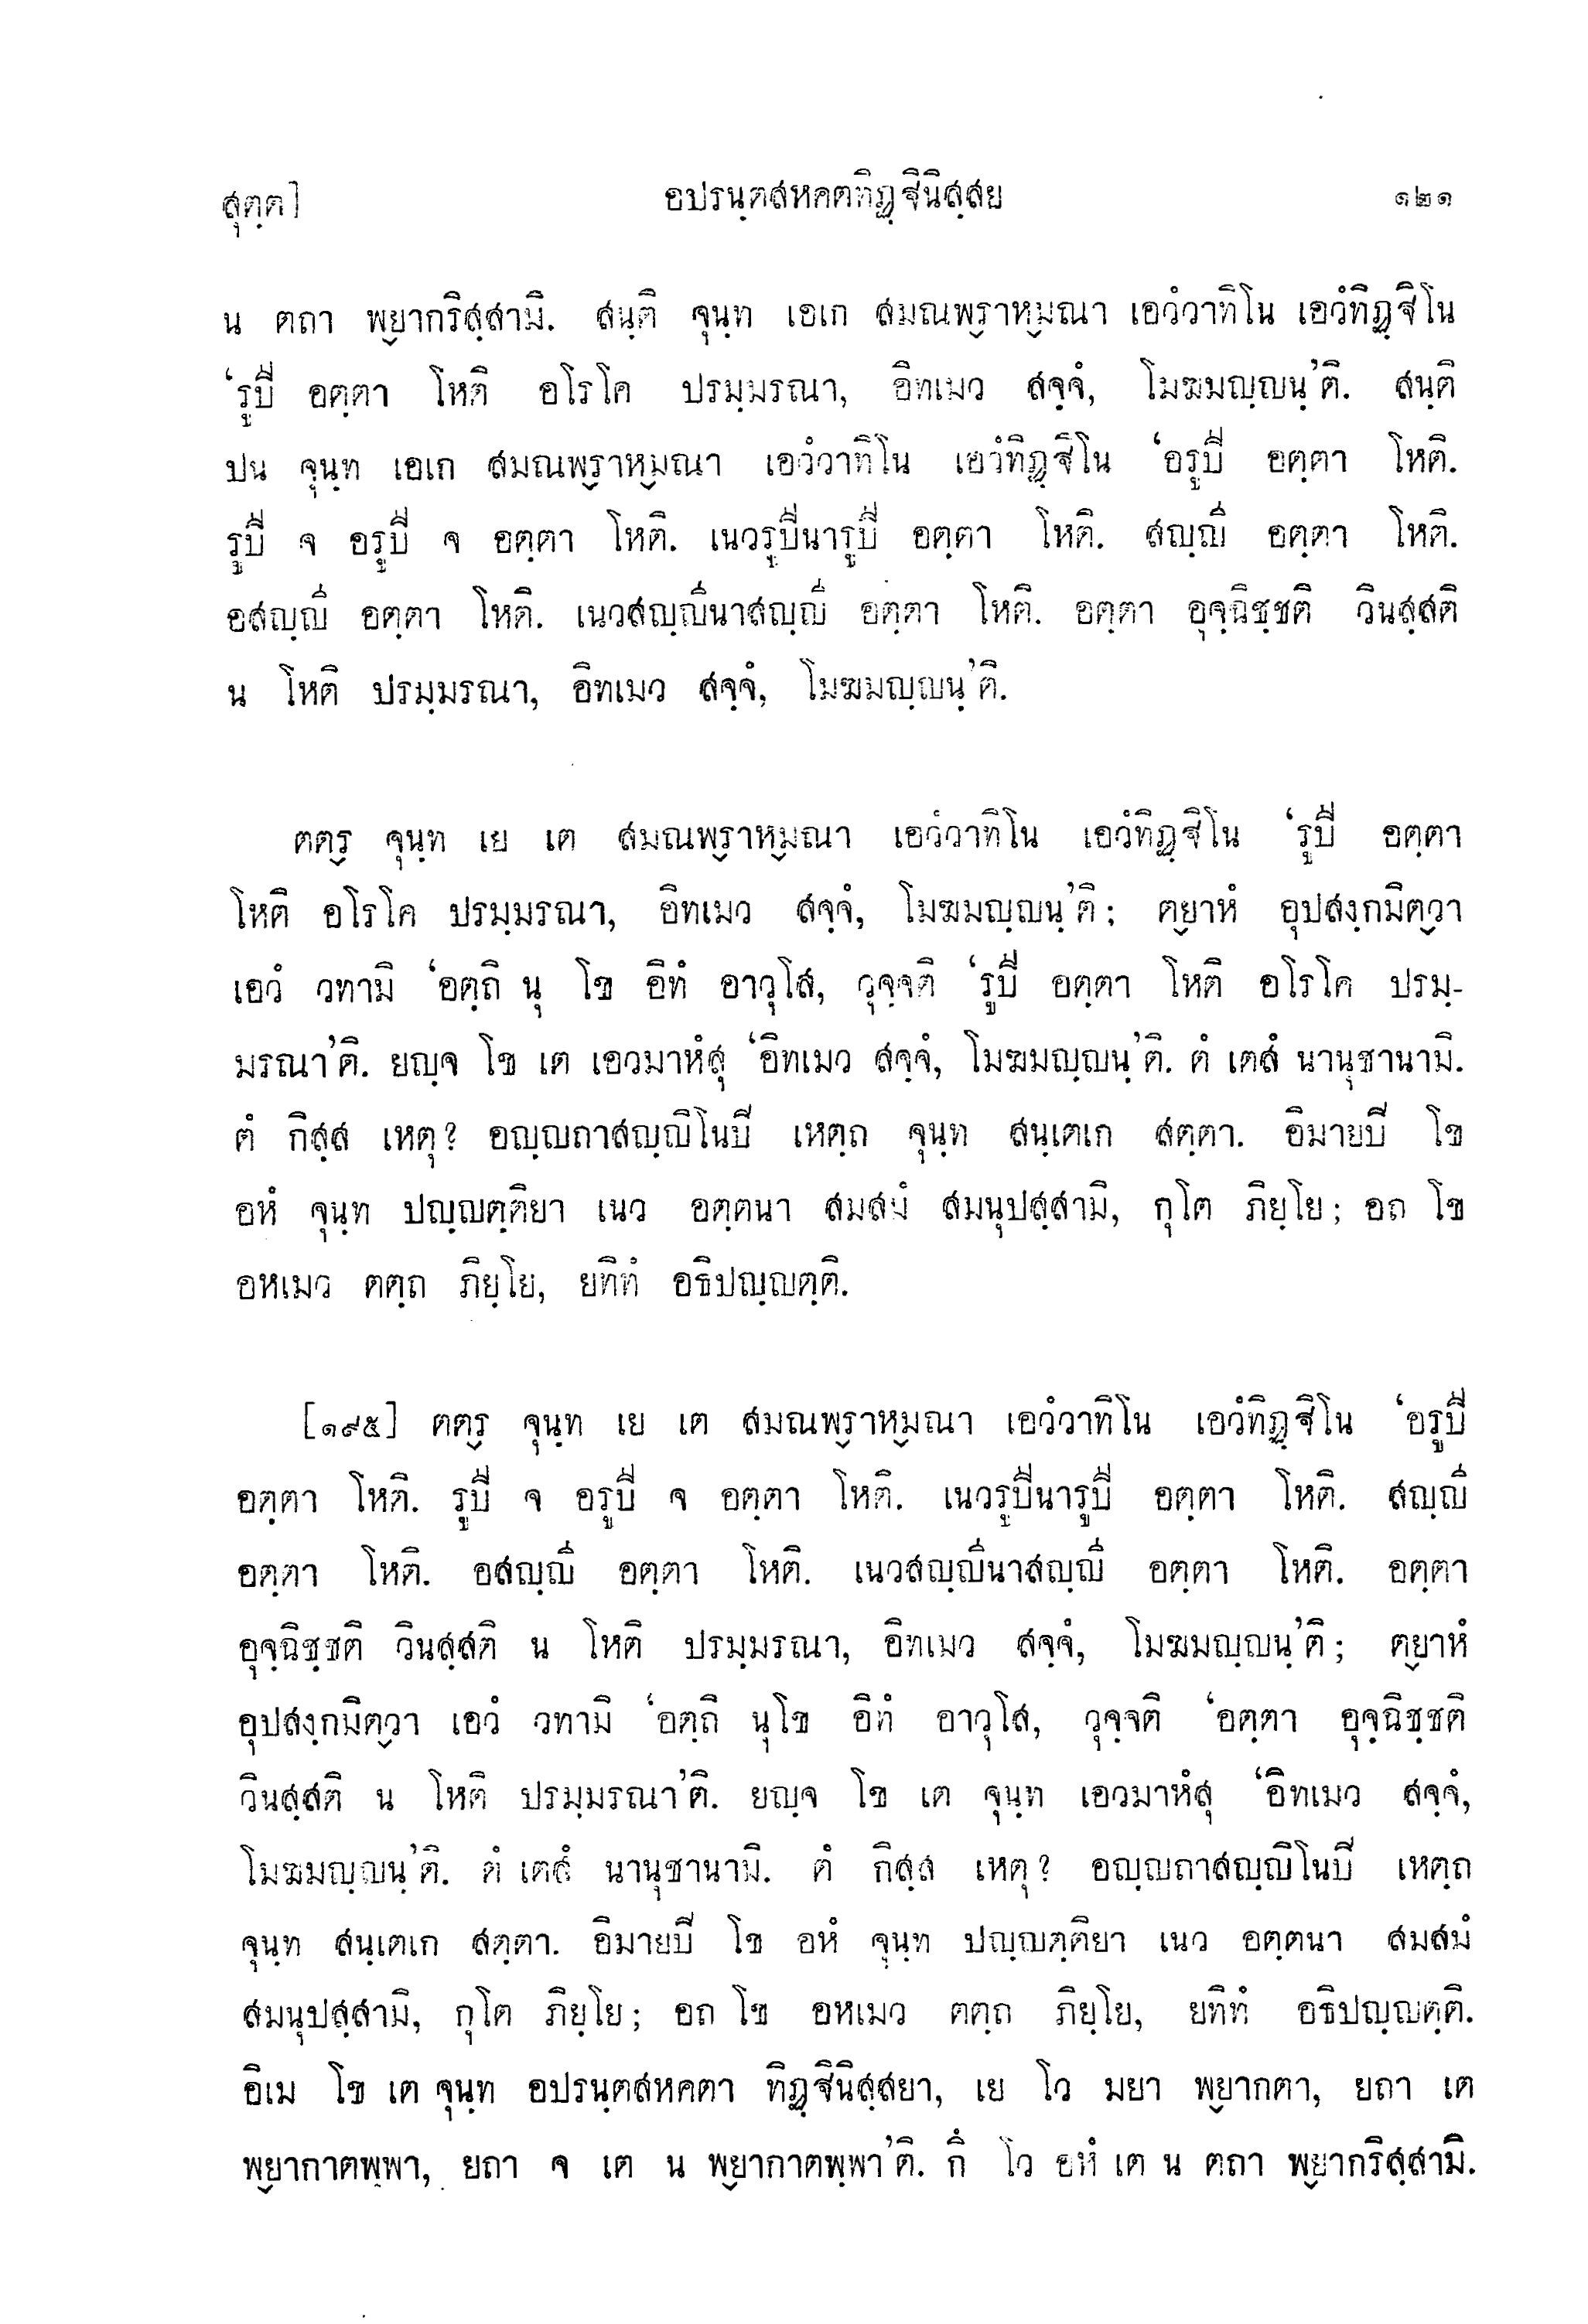 สุตฺต]
อปรนฺตสหคตทิฏฺฐินิสฺสย
๑๒๑
น ตถา พ๎ยากริสฺสามิ. สนฺติ จุนฺท เอเก สมณพ๎ราห๎มณา เอวํวาทิโน เอวํทิฏฺฐิโน
‘รูปี อตฺตา โหติ อโรโค ปรมฺมรณา, อิทเมว สจฺจํ, โมฆมญฺญนฺ’ติ. สนฺติ
ปน จุนฺท เอเก สมณพ๎ราห๎มณา เอวํวาทิโน เอวํทิฏฺฐิโน ‘อรูปี อตฺตา โหติ.
รูปี จ อรูปี จ อตฺตา โหติ. เนวรูปีนารูปี อตฺตา โหติ. สญฺญี อตฺตา โหติ.
อสญฺญี อตฺตา โหติ. เนวสญฺญีนาสญฺญี อตฺตา โหติ. อตฺตา อุจฺฉิชฺชติ วินสฺสติ
น โหติ ปรมฺมรณา, อิทเมว สจฺจํ, โมฆมญฺญนฺ’ติ.
ตต๎ร จุนฺท เย เต สมณพ๎ราห๎มณา เอวํวาทิโน เอวํทิฏฺฐิโน ‘รูปี อตฺตา
โหติ อโรโค ปรมฺมรณา, อิทเมว สจฺจํ, โมฆมญฺญนฺ’ติ; ต๎ยาหํ อุปสงฺกมิต๎วา
เอวํ วทามิ ‘อตฺถิ นุ โข อิทํ อาวุโส, วุจฺจติ ‘รูปี อตฺตา โหติ อโรโค ปรมฺ-
มรณา’ติ. ยญฺจ โข เต เอวมาหํสุ ‘อิทเมว สจฺจํ, โมฆมญฺญนฺ’ติ. ตํ เตสํ นานุชานามิ.
ตํ กิสฺส เหตุ? อญฺญถาสญฺญิโนปิ เหตฺถ จุนฺท สนฺเตเก สตฺตา. อิมายปิ โข
อหํ จุนฺท ปญฺญตฺติยา เนว อตฺตนา สมสมํ สมนุปสฺสามิ, กุโต ภิยฺโย; อถ โข
อหเมว ตตฺถ ภิยฺโย, ยทิทํ อธิปญฺญตฺติ.
[๑๙๕] ตต๎ร จุนฺท เย เต สมณพ๎ราห๎มณา เอวํวาทิโน เอวํทิฏฺฐิโน ‘อรูปี
อตฺตา โหติ. รูปี จ อรูปี จ อตฺตา โหติ. เนวรูปีนารูปี อตฺตา โหติ. สญฺญี
อตฺตา โหติ. อสญฺญี อตฺตา โหติ. เนวสญฺญีนาสญฺญี อตฺตา โหติ. อตฺตา
อุจฺฉิชฺชติ วินสฺสติ น โหติ ปรมฺมรณา, อิทเมว สจฺจํ, โมฆมญฺญนฺ’ติ; ต๎ยาหํ
อุปสงฺกมิต๎วา เอวํ วทามิ ‘อตฺถิ นุโข อิทํ อาวุโส, วุจฺจติ ‘อตฺตา อุจฺฉิชฺชติ
วินสฺสติ น โหติ ปรมฺมรณา’ติ. ยญฺจ โข เต จุนฺท เอวมาหํสุ ‘อิทเมว สจฺจํ,
โมฆมญฺญนฺ’ติ. ตํ เตสํ นานุชานามิ. ตํ กิสฺส เหตุ? อญฺญถาสญฺญิโนปิ เหตฺถ
จุนฺท สนฺเตเก สตฺตา. อิมายปิ โข อหํ จุนฺท ปญฺญตฺติยา เนว อตฺตนา สมสมํ
สมนุปสฺสามิ, กุโต ภิยฺโย; อถ โข อหเมว ตตฺถ ภิยฺโย, ยทิทํ อธิปญฺญตฺติ.
อิเม โข เต จุนฺท อปรนฺตสหคตา ทิฏฺฐินิสฺสยา, เย โว มยา พ๎ยากตา, ยถา เต
พ๎ยากาตพฺพา, ยถา จ เต น พ๎ยากาตพฺพา’ติ. กึ โว อหํ เต น ตถา พ๎ยากริสฺสามิ.